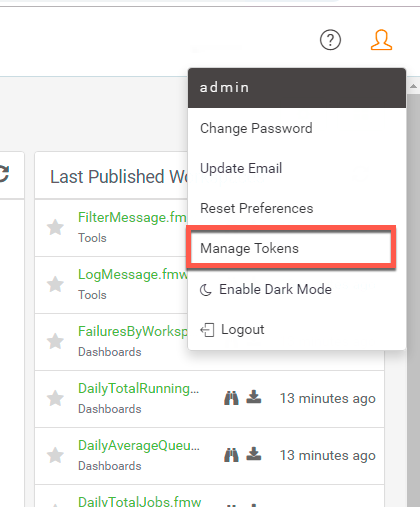 admin
Change Password
Update Email
Reset Preferences
Manage Tokens
Enable Dark Mode
Logout
Last Published Wo
FilterMessage.fmw
Tools
LogMessage.fmw
Tools
FailuresByWorksp
Dashboards
DailyTotalRunning...
13 minutes ago
Dashboards
DailyAverageQueu...
13 minutes ago
Dashboards
DailyTotalJobs.fmw